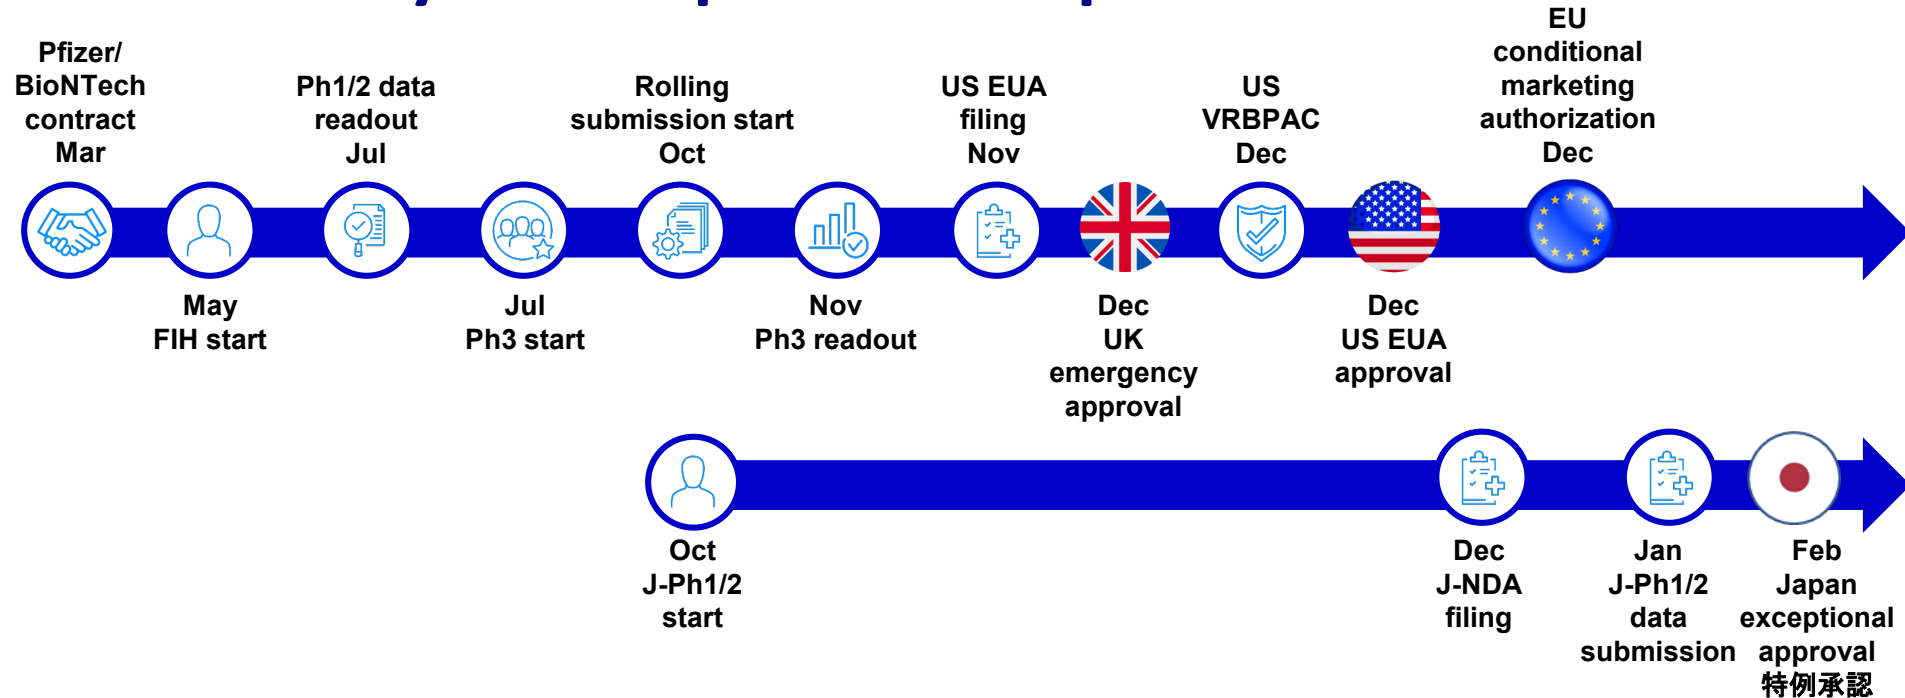 Pfizer/
BioNTech
contract
Mar
May
FIH start
Ph1/2 data
readout
Jul
Jul
Ph3 start
Rolling
submission start
Oct
Nov
Ph3 readout
US EUA
filing
Nov
Dec
UK
emergency
approval
US
VRBPAC
Dec
Dec
US EUA
approval
EU
conditional
marketing
authorization
Dec
Oct
J-Ph1/2
start
Dec
J-NDA
filing
Jan
J-Ph1/2
data
submission
Feb
Japan
exceptional
approval
特例承認